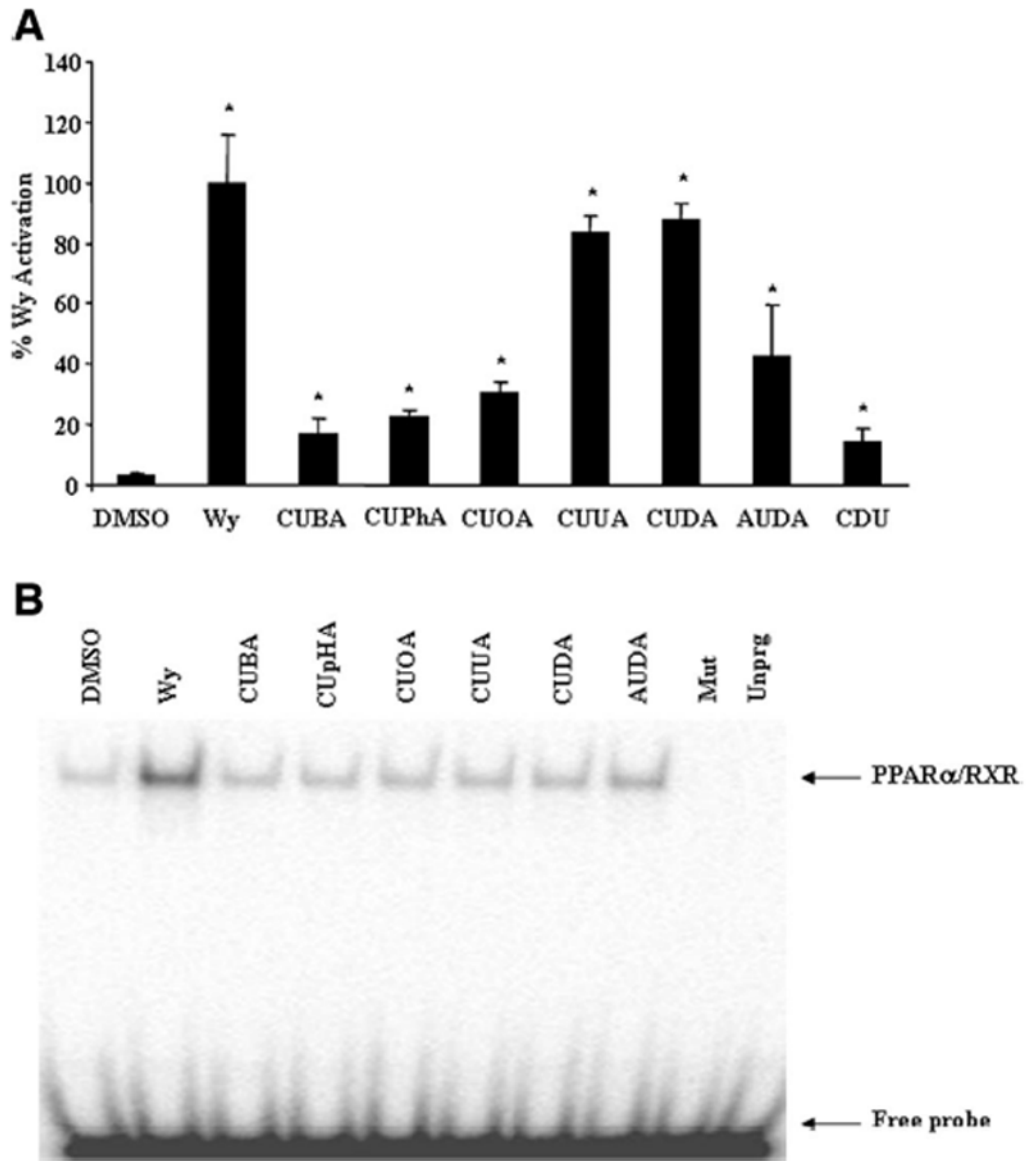 A
140
120
100
80
60
40
20
0
% Wy Activation
* * * * * * * *
DMSO Wy CUBA CUPhA CUOA CUUA CUDA AUDA CDU
B
DMSO Wy CUBA CUpHA CUOA CUUA CUDA AUDA Mut Unprg
PPARα/RXR
Free probe